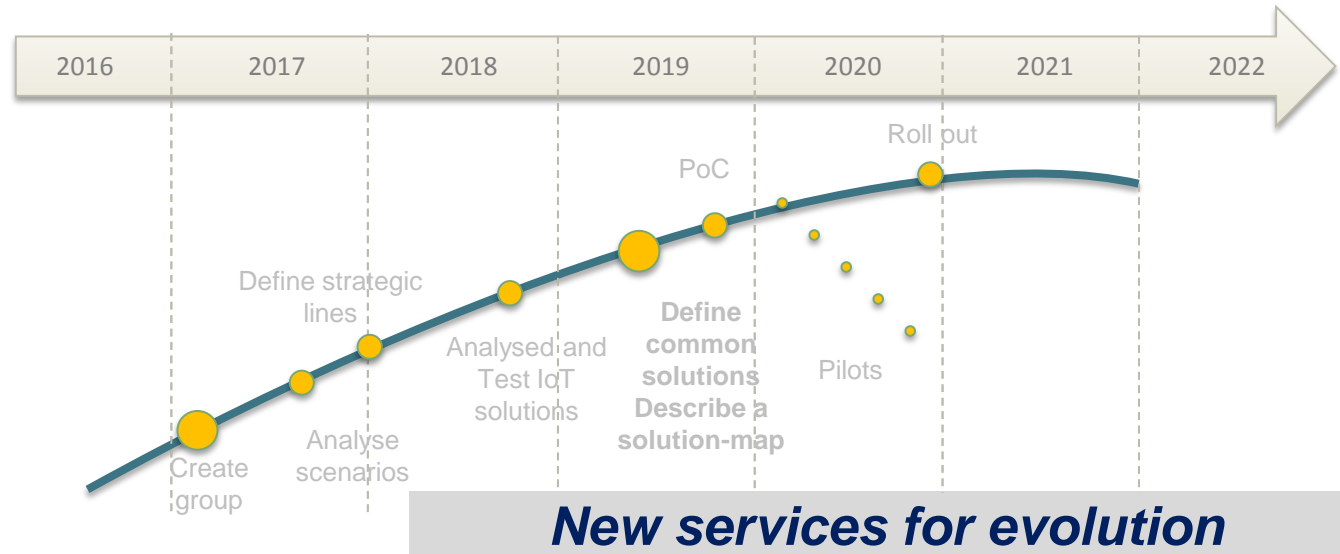 2016 2017 2018 2019 2020 2021 2022
Roll out
PoC
Define strategic
lines
Define
common
solutions
Describe a
solution-map
Analysed and
Test IoT
solutions
Pilots
Analyse
scenarios
Create
group
New services for evolution